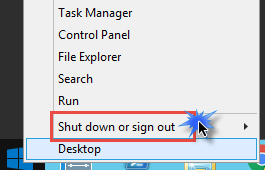 Task Manager
Control Panel
File Explorer
Search
Run
Shut down or sign out
Desktop